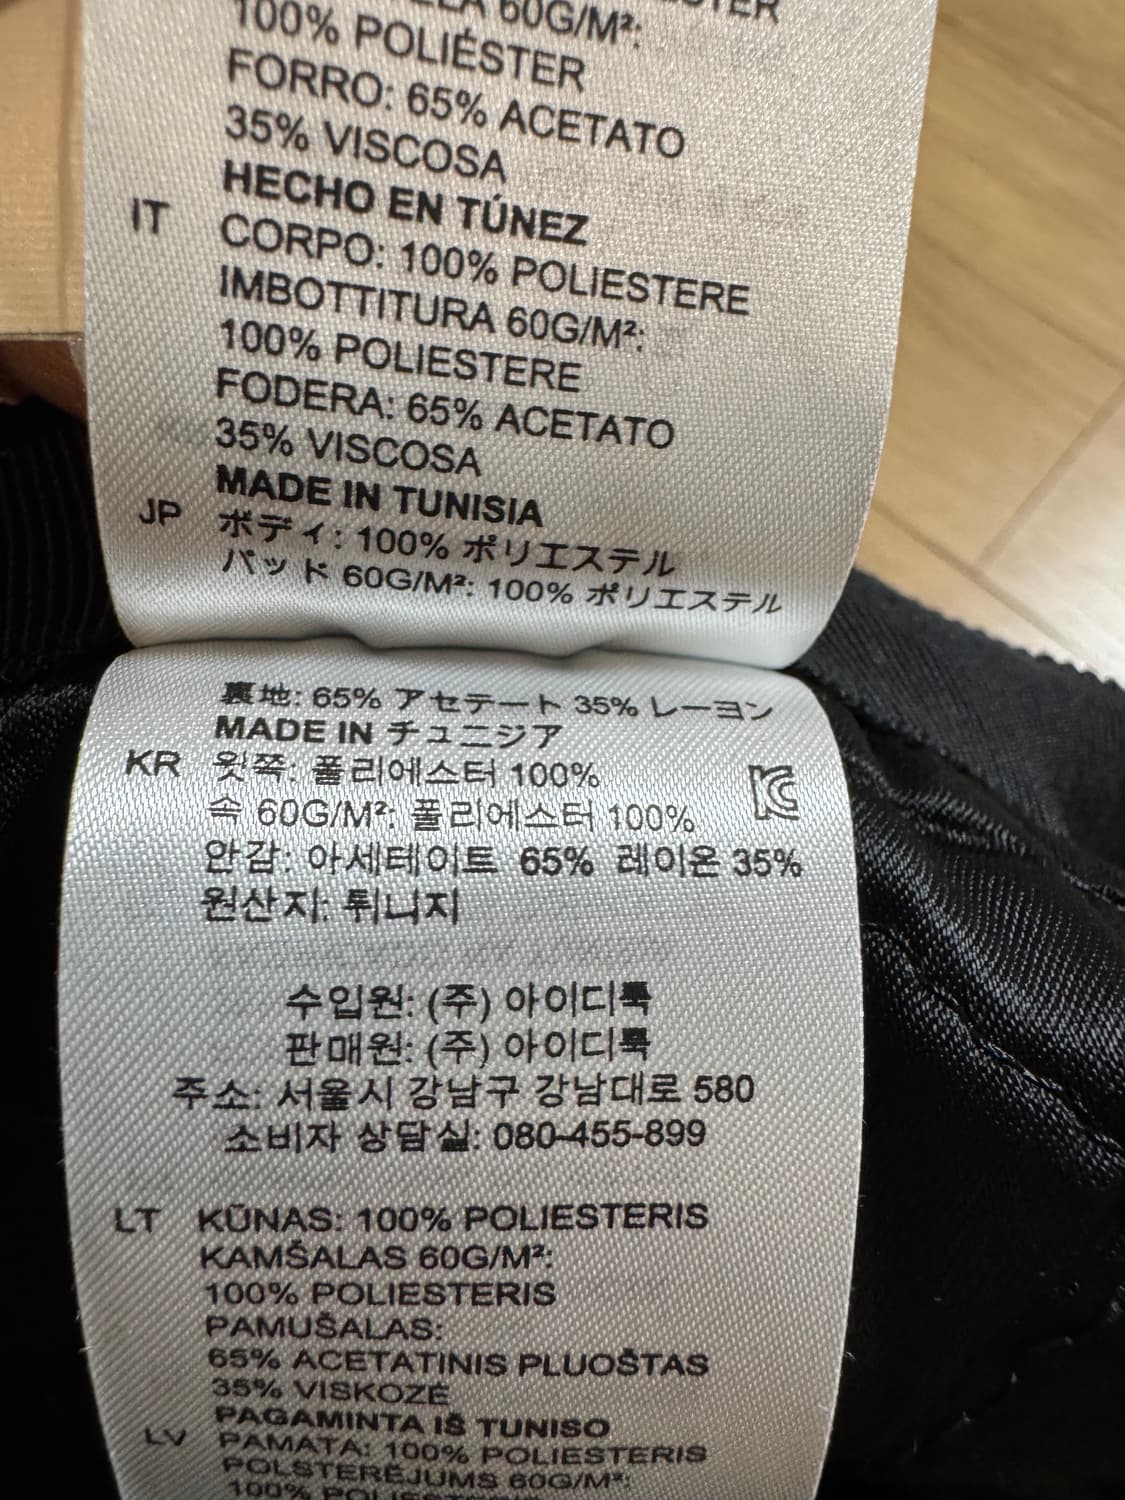 60G/M²:
100% POLIÉSTER
FORRO: 65% ACETATO
35% VISCOSA
HECHO EN TÚNEZ
IT CORPO: 100% POLIESTERE
IMBOTTITURA 60G/M²:
100% POLIESTERE
FODERA: 65% ACETATO
35% VISCOSA
MADE IN TUNISIA
JP ボディ: 100% ポリエステル
パッド 60G/M²: 100% ポリエステル
裏地: 65% アセテート 35% レーヨン
MADE IN チュニジア
KR 윗쪽: 폴리에스터 100%
속 60G/M²: 폴리에스터 100%
안감: 아세테이트 65% 레이온 35%
원산지: 튀니지
수입원: (주) 아이디룩
판매원: (주) 아이디룩
주소: 서울시 강남구 강남대로 580
소비자 상담실: 080-455-899
LT KŪNAS: 100% POLIESTERIS
KAMŠALAS 60G/M²:
100% POLIESTERIS
PAMUŠALAS:
65% ACETATINIS PLUOŠTAS
35% VISKOZĖ
PAGAMINTA IŠ TUNISO
LV PAMATA: 100% POLIESTERIS
POLSTERĒJUMS 60G/M²:
100%